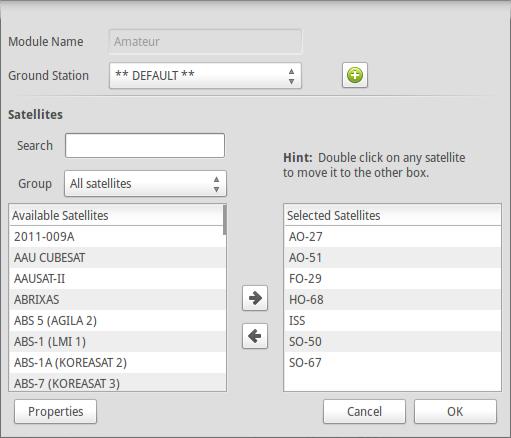 Module Name
Amateur
Ground Station
** DEFAULT **
Satellites
Search
Hint: Double click on any satellite
to move it to the other box.
Group
All satellites
Available Satellites
2011-009A
AAU CUBESAT
AAUSAT-II
ABRIXAS
ABS 5 (AGILA 2)
ABS-1 (LMI 1)
ABS-1A (KOREASAT 2)
ABS-7 (KOREASAT 3)
Selected Satellites
AO-27
AO-51
FO-29
HO-68
ISS
SO-50
SO-67
Properties
Cancel
OK